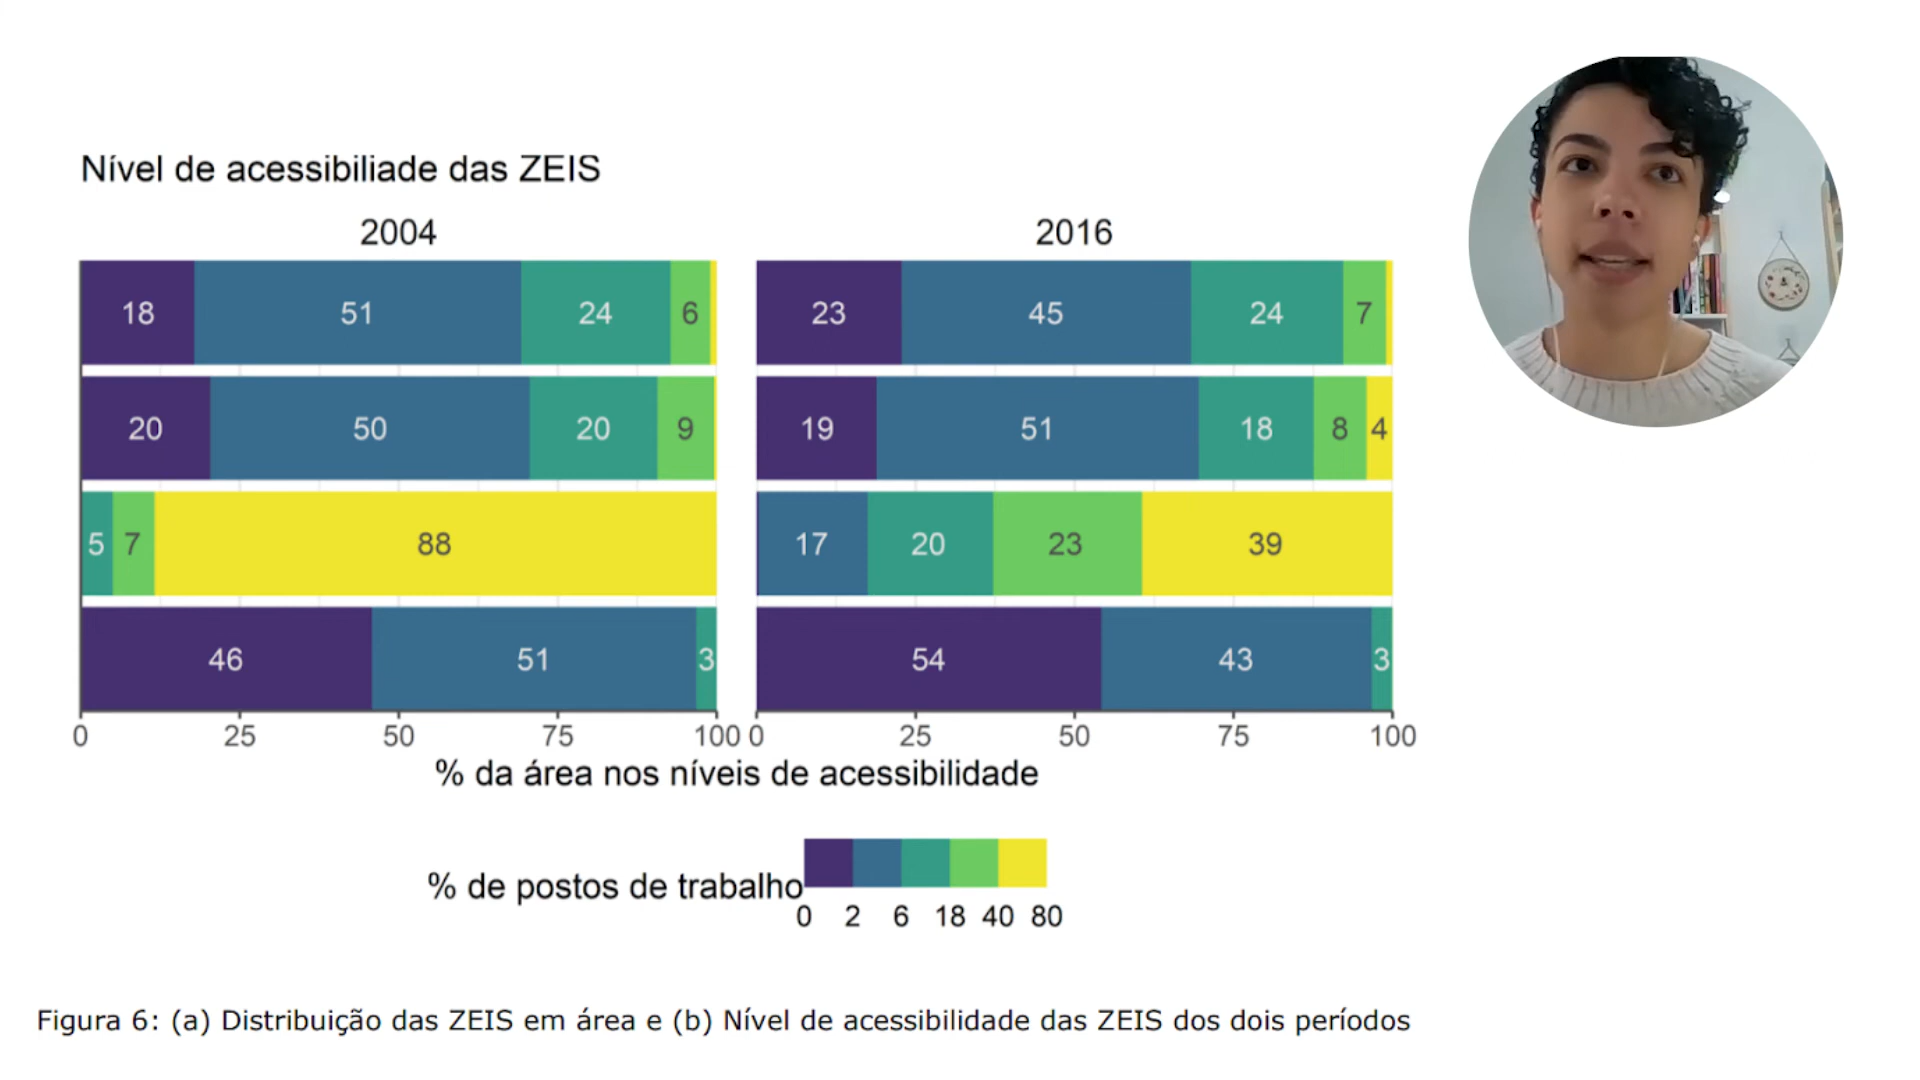 Nível de acessibiliade das ZEIS
2004
2016
18 51 24 6
23 45 24 7
20 50 20 9
19 51 18 8 4
5 7 88
17 20 23 39
46 51 3
54 43 3
0 25 50 75 100
0 25 50 75 100
% da área nos níveis de acessibilidade
% de postos de trabalho
0 2 6 18 40 80
Figura 6: (a) Distribuição das ZEIS em área e (b) Nível de acessibilidade das ZEIS dos dois períodos